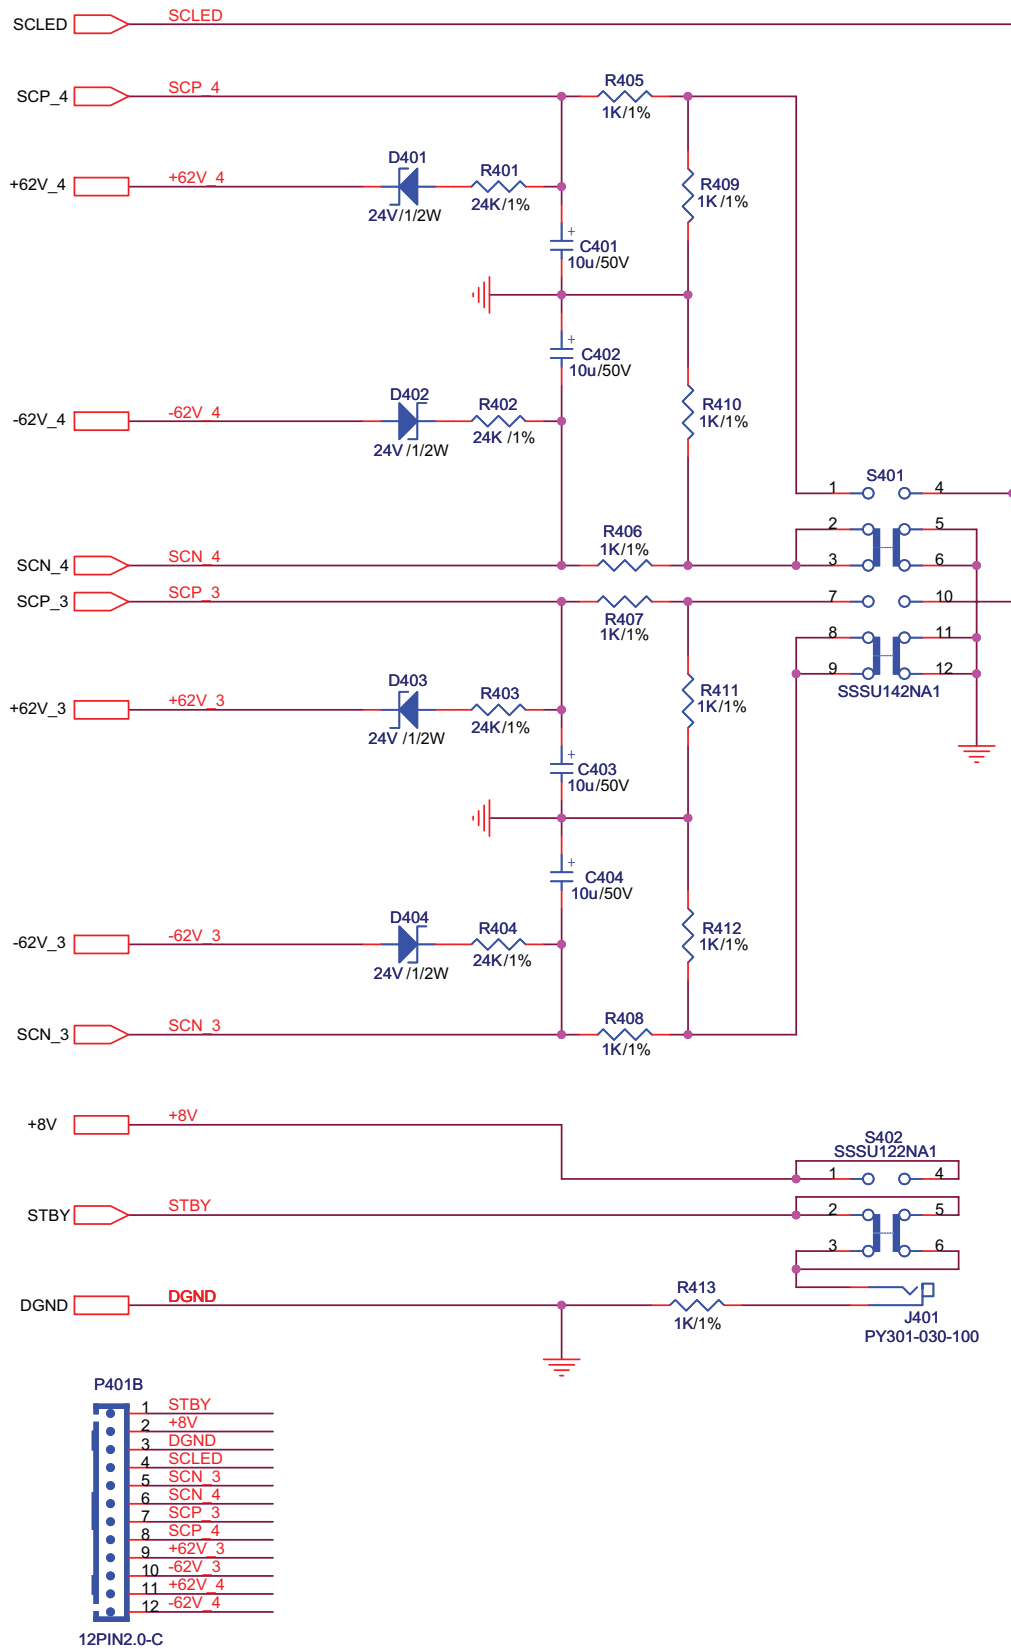 SCLED SCLED
SCP_4 SCP_4
R405
1K/1%
+62V_4 +62V_4
D401
24V/1/2W
R401
24K/1%
R409
1K/1%
+
C401
10u/50V
+
C402
10u/50V
-62V_4 -62V_4
D402
24V/1/2W
R402
24K /1%
R410
1K/1%
S401
1 4
2 5
3 6
7 10
8 11
9 12
SSSU142NA1
SCN_4 SCN_4
R406
1K/1%
SCP_3 SCP_3
R407
1K/1%
+62V_3 +62V_3
D403
24V /1/2W
R403
24K/1%
R411
1K/1%
+
C403
10u/50V
+
C404
10u/50V
-62V_3 -62V_3
D404
24V /1/2W
R404
24K/1%
R412
1K/1%
SCN_3 SCN_3
R408
1K/1%
+8V +8V
S402
SSSU122NA1
1 4
2 5
3 6
STBY STBY
DGND DGND
R413
1K/1%
J401
PY301-030-100
P401B
1 STBY
2 +8V
3 DGND
4 SCLED
5 SCN_3
6 SCN_4
7 SCP_3
8 SCP_4
9 +62V_3
10 -62V_3
11 +62V_4
12 -62V_4
12PIN2.0-C